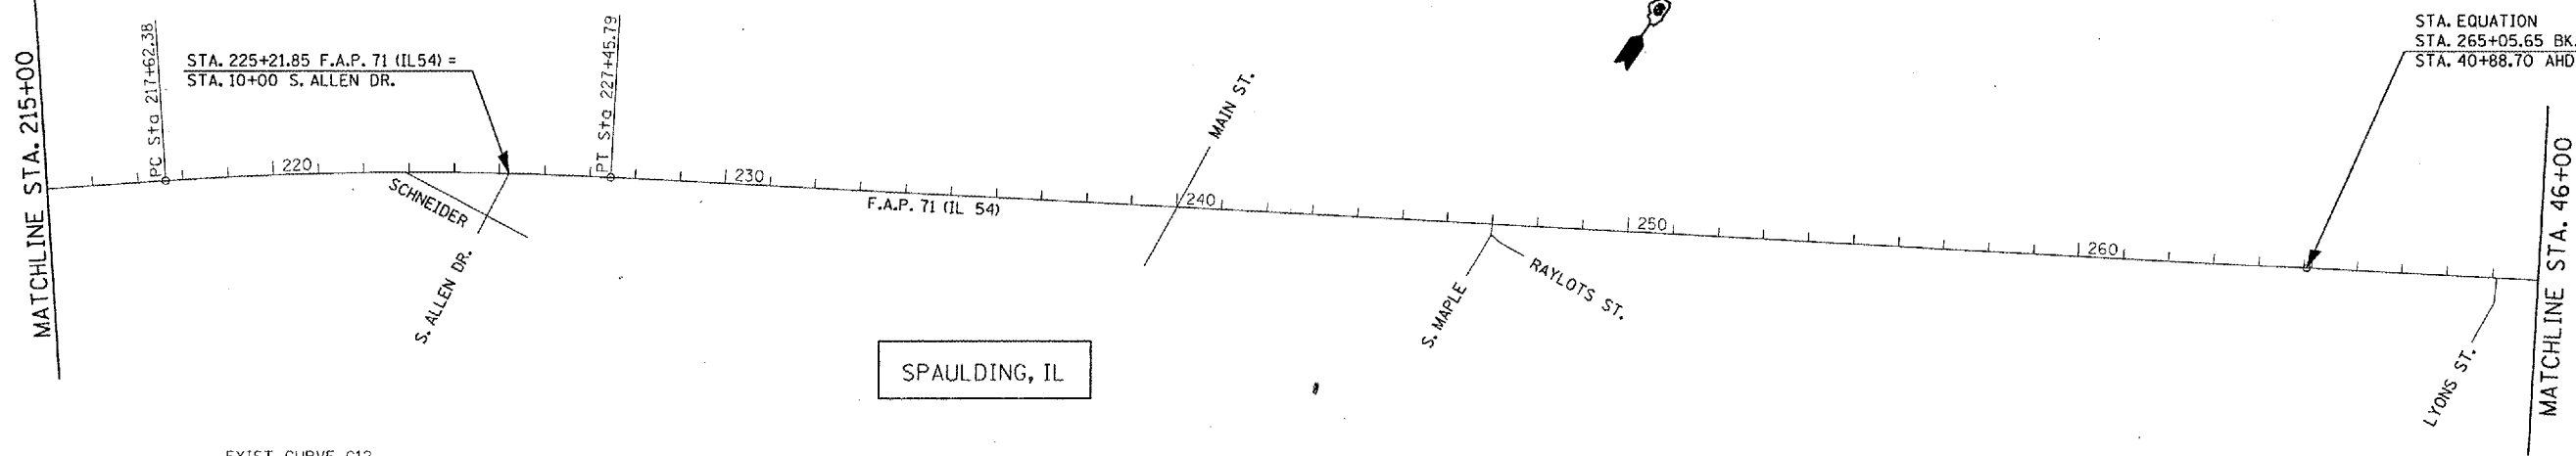 MATCHLINE STA. 215+00
PC Sta 217+62.38
STA. 225+21.85 F.A.P. 71 (IL54) =
STA. 10+00 S. ALLEN DR.
PT Sta 227+45.79
220
SCHNEIDER
S. ALLEN DR.
230
F.A.P. 71 (IL 54)
MAIN ST.
240
S. MAPLE
RAYLOTS ST.
250
260
STA. EQUATION
STA. 265+05.65 BK.
STA. 40+88.70 AHD
LYONS ST.
MATCHLINE STA. 46+00
SPAULDING, IL
EXIST. CURVE C12